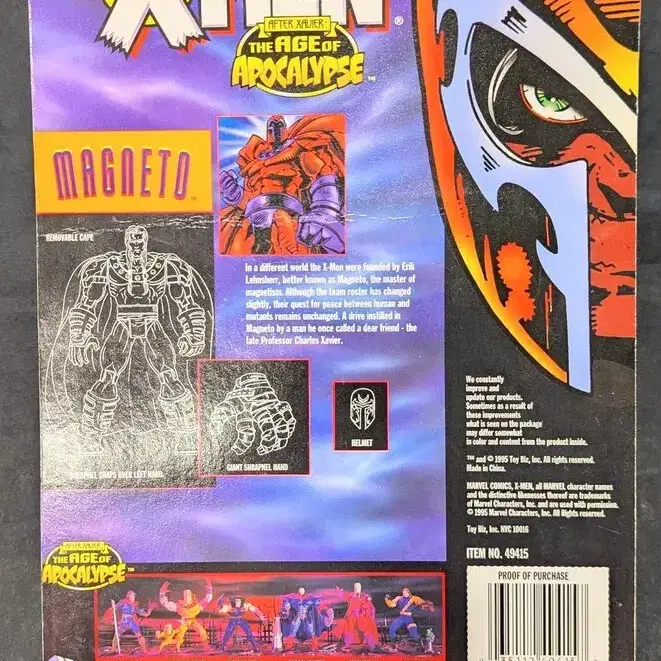 X-MEN ®
AFTER XAVIER:
THE AGE OF
APOCALYPSE™
MAGNETO™
REMOVABLE CAPE
In a different world the X-Men were founded by Erik
Lehnsherr, better known as Magneto, the master of
magnetism. Although the team roster has changed
slightly, their quest for peace between human and
mutants remains unchanged. A drive instilled in
Magneto by a man he once called a dear friend - the
late Professor Charles Xavier.
SNAPS OVER LEFT HAND
GIANT SHRAPNEL HAND
HELMET
We constantly
improve and
update our products.
Sometimes as a result of
these improvements
what is seen on the package
may differ somewhat
in color and content from the product inside.
™ and © 1995 Toy Biz, Inc. All rights reserved.
Made in China.
MARVEL COMICS, X-MEN, all MARVEL character names
and the distinctive likenesses thereof are trademarks
of Marvel Characters, Inc. and are used with permission.
© 1995 Marvel Characters, Inc. All Rights reserved.
Toy Biz, Inc. NYC 10016
ITEM NO. 49415
PROOF OF PURCHASE
AFTER XAVIER:
THE AGE OF
APOCALYPSE™